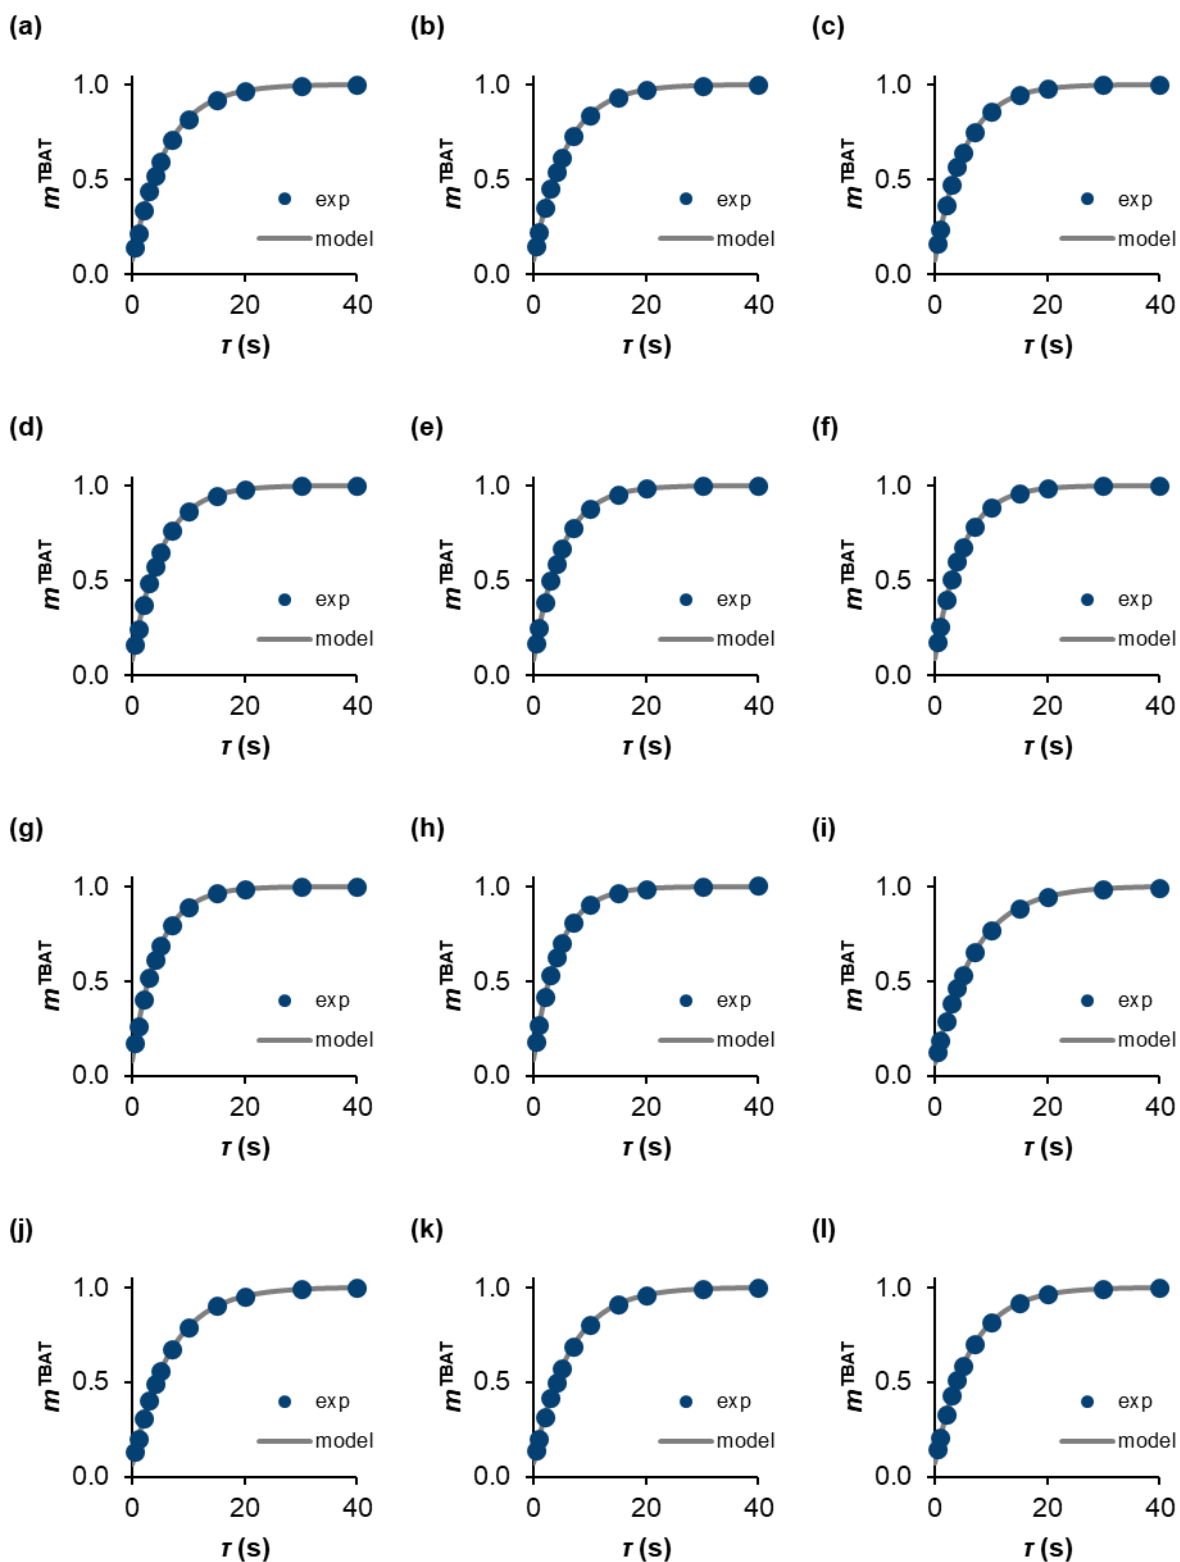 (a) (b) (c)
1.0 1.0 1.0
m^TBAT m^TBAT m^TBAT
0.5 0.5 0.5
exp exp exp
model model model
0.0 0.0 0.0
0 20 40 0 20 40 0 20 40
τ (s) τ (s) τ (s)
(d) (e) (f)
1.0 1.0 1.0
m^TBAT m^TBAT m^TBAT
0.5 0.5 0.5
exp exp exp
model model model
0.0 0.0 0.0
0 20 40 0 20 40 0 20 40
τ (s) τ (s) τ (s)
(g) (h) (i)
1.0 1.0 1.0
m^TBAT m^TBAT m^TBAT
0.5 0.5 0.5
exp exp exp
model model model
0.0 0.0 0.0
0 20 40 0 20 40 0 20 40
τ (s) τ (s) τ (s)
(j) (k) (l)
1.0 1.0 1.0
m^TBAT m^TBAT m^TBAT
0.5 0.5 0.5
exp exp exp
model model model
0.0 0.0 0.0
0 20 40 0 20 40 0 20 40
τ (s) τ (s) τ (s)